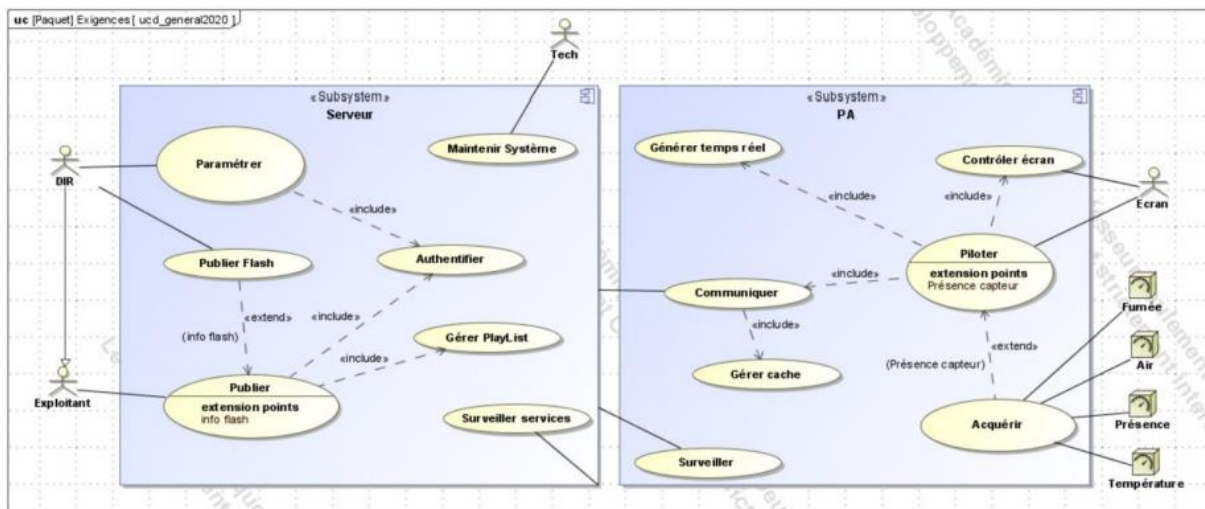 uc [Paquet] Exigences [ ucd_general2020 ]
Tech
«Subsystem»
Serveur
Paramétrer
Maintenir Système
DIR
«include»
Publier Flash
Authentifier
«extend»
(info flash)
«include»
Gérer PlayList
«include»
Publier
extension points
info flash
Exploitant
Surveiller services
«Subsystem»
PA
Générer temps réel
Contrôler écran
«include»
«include»
Ecran
Piloter
extension points
Présence capteur
Communiquer
«include»
«include»
Fumée
«extend»
(Présence capteur)
Air
Gérer cache
Acquérir
Présence
Surveiller
Température